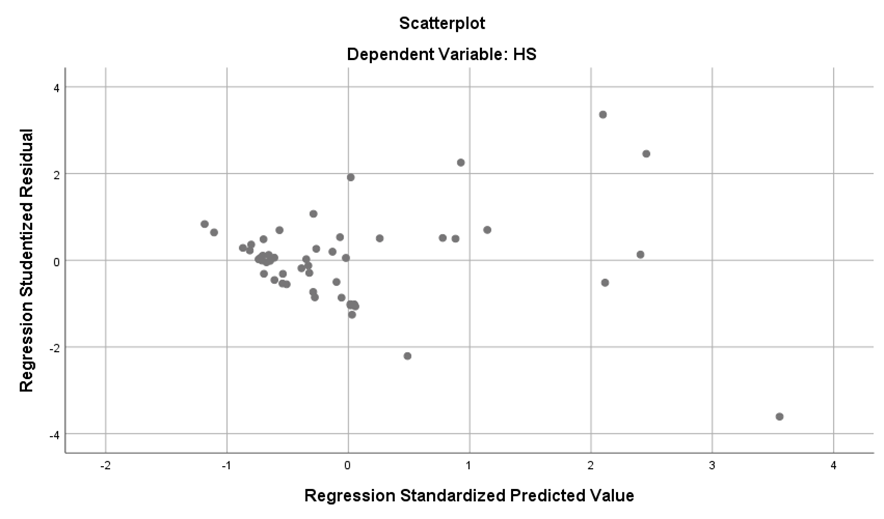 Scatterplot
Dependent Variable: HS
Regression Studentized Residual
4
2
0
-2
-4
-2 -1 0 1 2 3 4
Regression Standardized Predicted Value